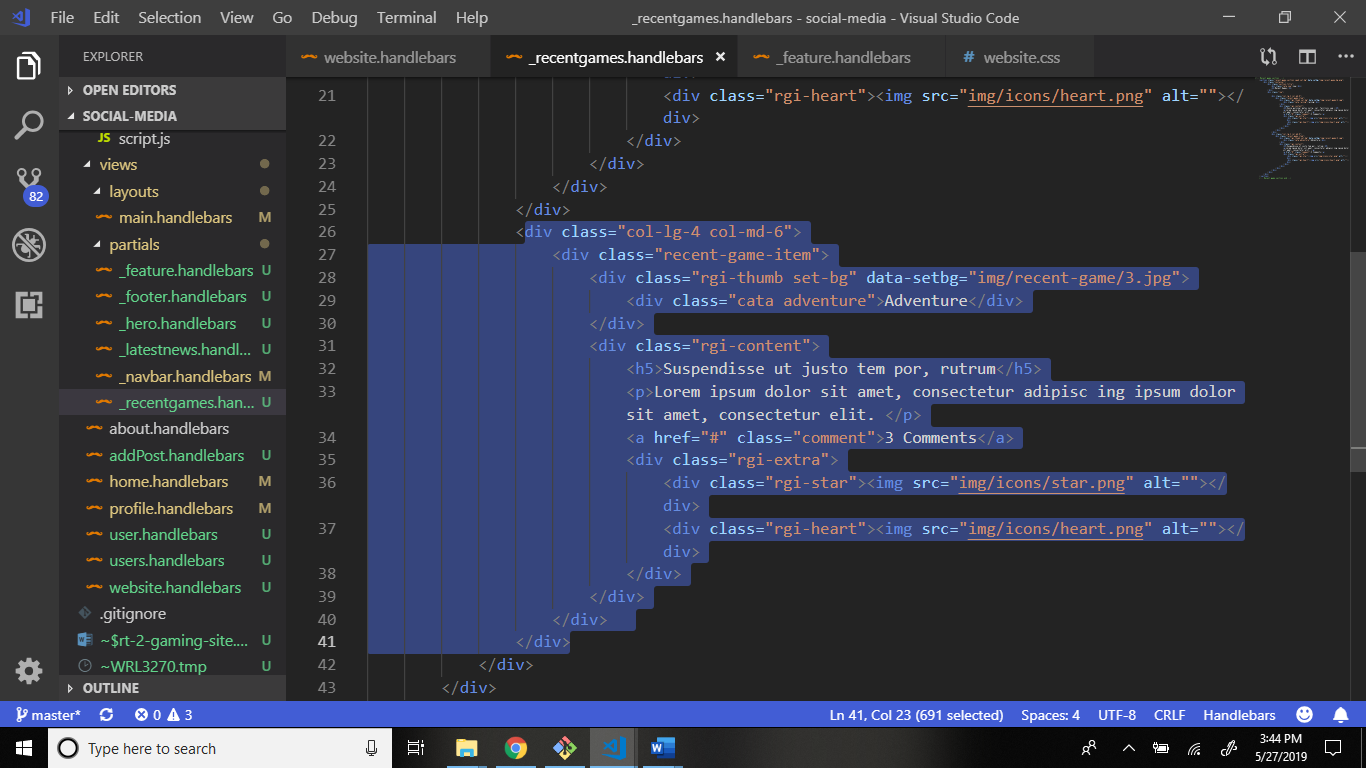 File Edit Selection View Go Debug Terminal Help
_recentgames.handlebars - social-media - Visual Studio Code
EXPLORER
OPEN EDITORS
SOCIAL-MEDIA
JS script.js
views
layouts
main.handlebars M
partials
_feature.handlebars U
_footer.handlebars U
_hero.handlebars U
_latestnews.handl... U
_navbar.handlebars M
_recentgames.han... U
about.handlebars
addPost.handlebars U
home.handlebars M
profile.handlebars M
user.handlebars U
users.handlebars U
website.handlebars U
.gitignore
~$rt-2-gaming-site.... U
~WRL3270.tmp U
OUTLINE
82
website.handlebars _recentgames.handlebars × _feature.handlebars # website.css ...
21 <div class="rgi-heart"><img src="img/icons/heart.png" alt=""></
div>
22 </div>
23 </div>
24 </div>
25 </div>
26 <div class="col-lg-4 col-md-6">
27 <div class="recent-game-item">
28 <div class="rgi-thumb set-bg" data-setbg="img/recent-game/3.jpg">
29 <div class="cata adventure">Adventure</div>
30 </div>
31 <div class="rgi-content">
32 <h5>Suspendisse ut justo tem por, rutrum</h5>
33 <p>Lorem ipsum dolor sit amet, consectetur adipisc ing ipsum dolor
sit amet, consectetur elit. </p>
34 <a href="#" class="comment">3 Comments</a>
35 <div class="rgi-extra">
36 <div class="rgi-star"><img src="img/icons/star.png" alt=""></
div>
37 <div class="rgi-heart"><img src="img/icons/heart.png" alt=""></
div>
38 </div>
39 </div>
40 </div>
41 </div>
42 </div>
43 </div>
master* 0 3 Ln 41, Col 23 (691 selected) Spaces: 4 UTF-8 CRLF Handlebars
Type here to search
3:44 PM
5/27/2019